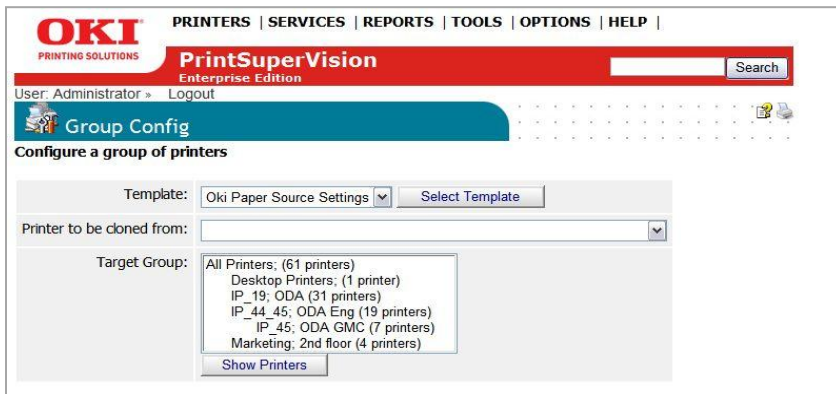 PRINTERS | SERVICES | REPORTS | TOOLS | OPTIONS | HELP |
OKI
PRINTING SOLUTIONS
PrintSuperVision
Enterprise Edition
Search
User: Administrator » Logout
Group Config
Configure a group of printers
Template: Oki Paper Source Settings Select Template
Printer to be cloned from:
Target Group: All Printers; (61 printers)
Desktop Printers; (1 printer)
IP_19; ODA (31 printers)
IP_44_45; ODA Eng (19 printers)
IP_45; ODA GMC (7 printers)
Marketing; 2nd floor (4 printers)
Show Printers